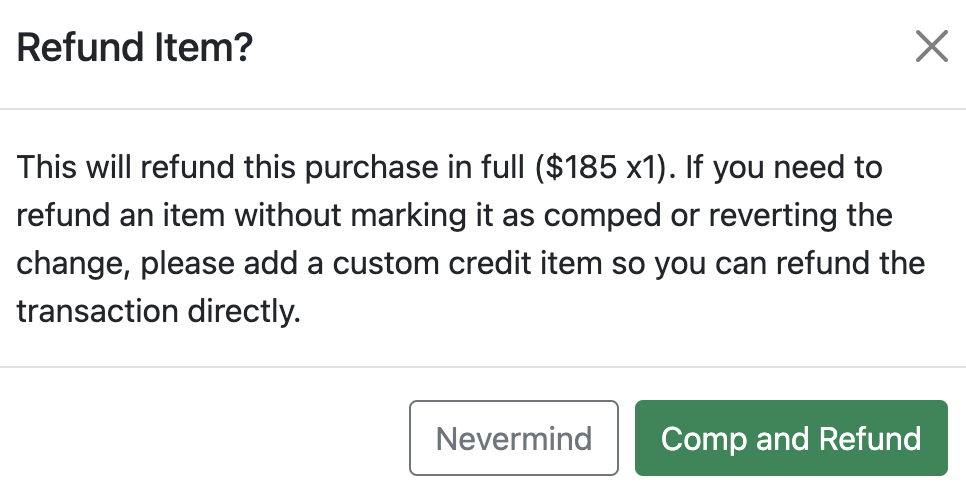 Refund Item?
This will refund this purchase in full ($185 x1). If you need to
refund an item without marking it as comped or reverting the
change, please add a custom credit item so you can refund the
transaction directly.
Nevermind
Comp and Refund